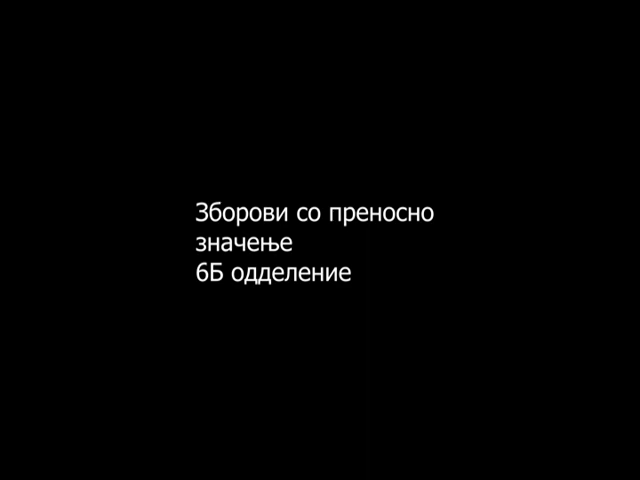 Зборови со преносно
значење
6Б одделение